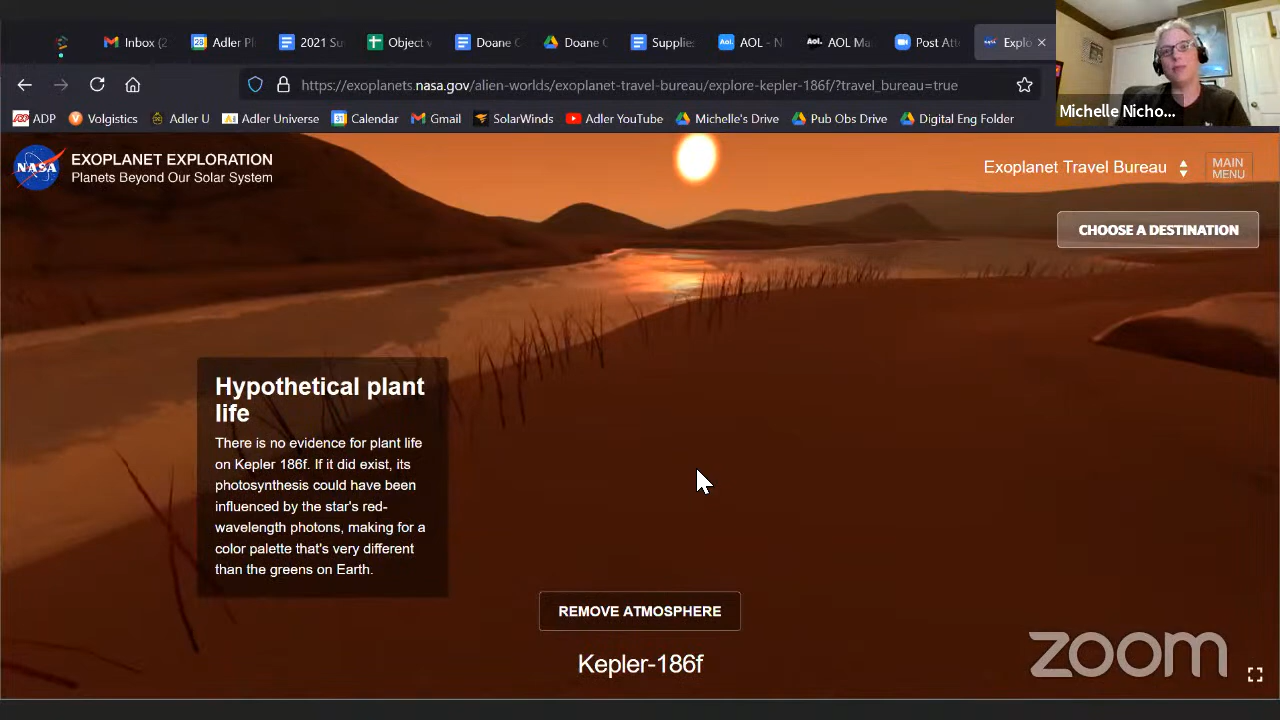 Inbox (2
Adler Pl
2021 Su
Object v
Doane C
Doane C
Supplie
AOL - N
AOL Ma
Post Att
Explo
https://exoplanets.nasa.gov/alien-worlds/exoplanet-travel-bureau/explore-kepler-186f/?travel_bureau=true
ADP
Volgistics
Adler U
Adler Universe
Calendar
Gmail
SolarWinds
Adler YouTube
Michelle's Drive
Pub Obs Drive
Digital Eng Folder
Michelle Nicho...
NASA
EXOPLANET EXPLORATION
Planets Beyond Our Solar System
Exoplanet Travel Bureau
MAIN
MENU
CHOOSE A DESTINATION
Hypothetical plant
life
There is no evidence for plant life
on Kepler 186f. If it did exist, its
photosynthesis could have been
influenced by the star's red-
wavelength photons, making for a
color palette that's very different
than the greens on Earth.
REMOVE ATMOSPHERE
Kepler-186f
zoom